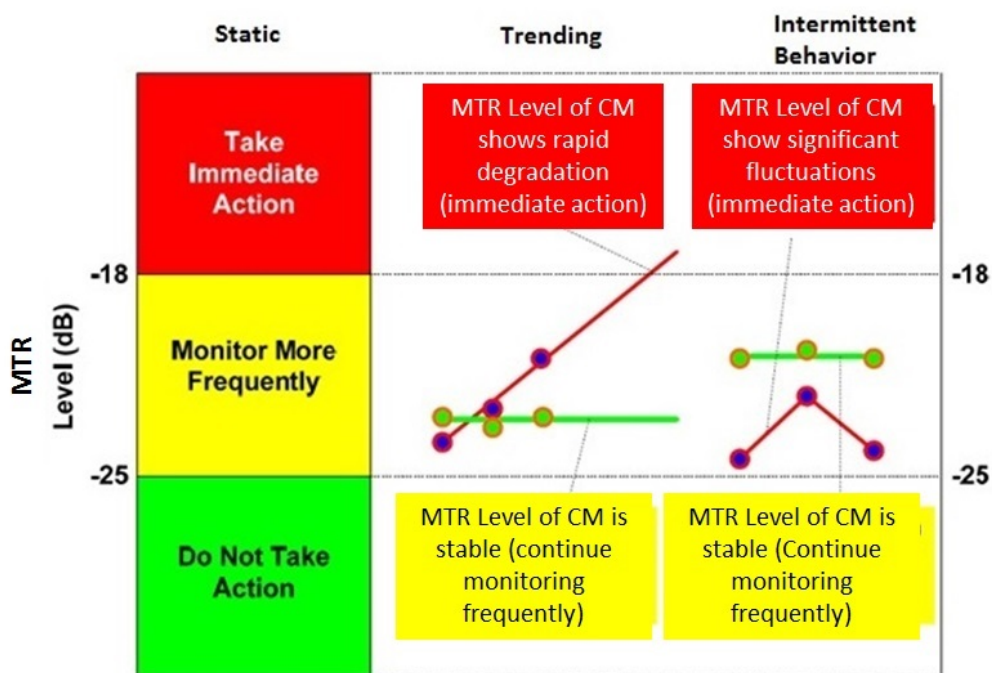 Static
Trending
Intermittent
Behavior
MTR Level of CM
shows rapid
degradation
(immediate action)
MTR Level of CM
show significant
fluctuations
(immediate action)
Take
Immediate
Action
-18
-18
MTR
Level (dB)
Monitor More
Frequently
-25
-25
MTR Level of CM is
stable (continue
monitoring
frequently)
MTR Level of CM is
stable (Continue
monitoring
frequently)
Do Not Take
Action